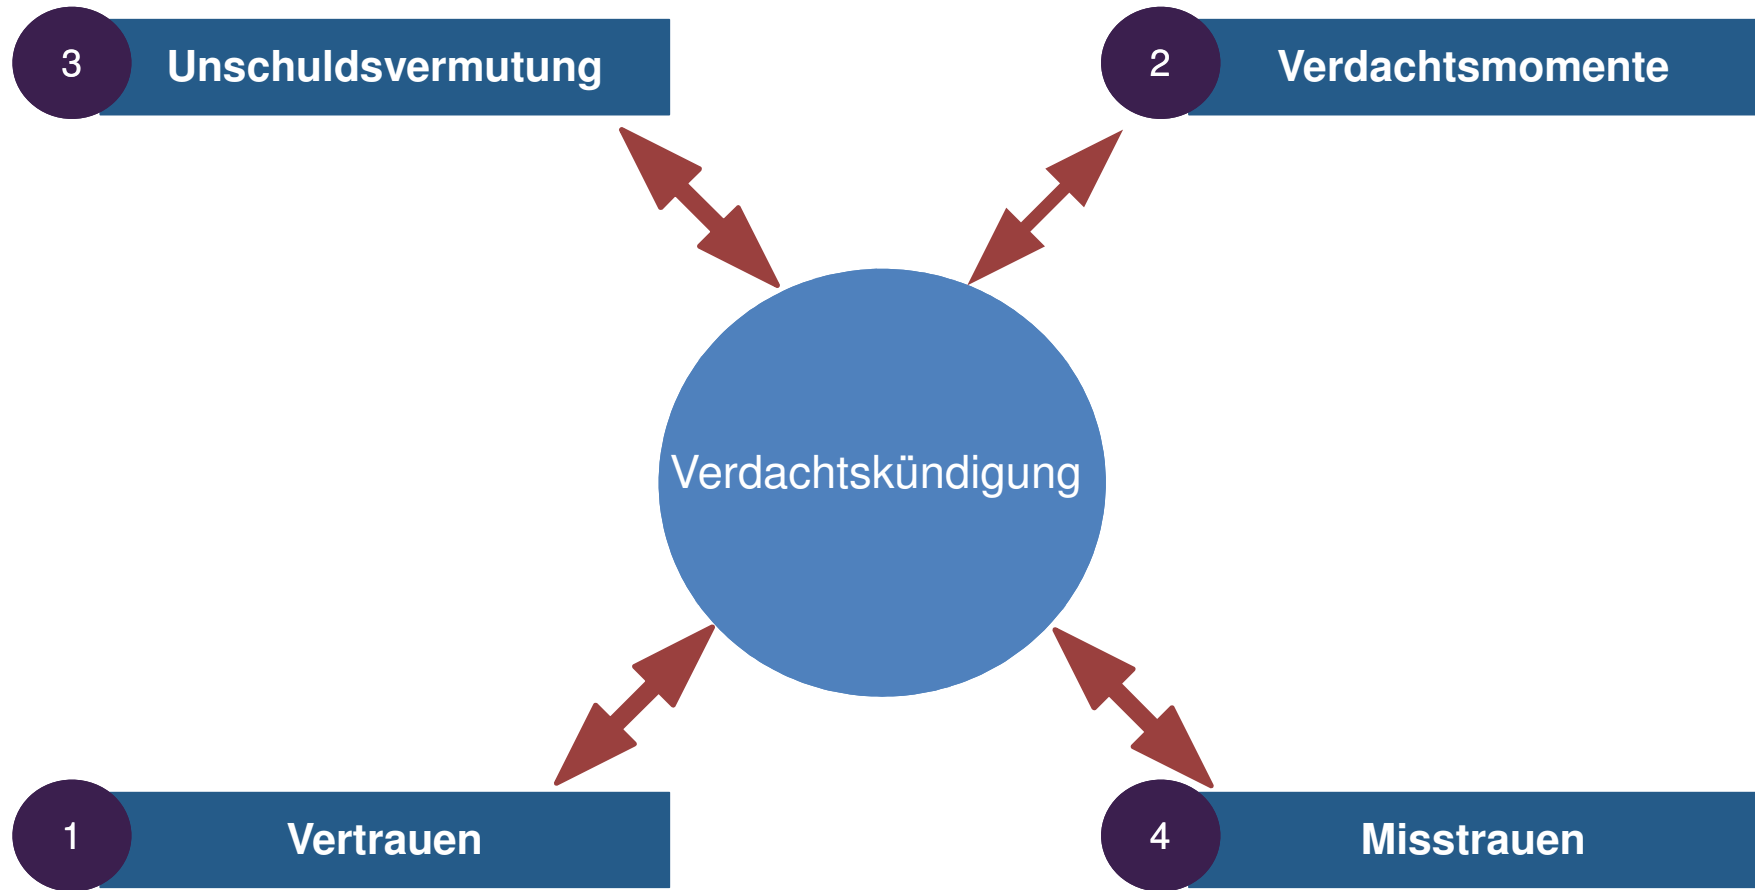 3 Unschuldsvermutung
2 Verdachtsmomente
Verdachtskündigung
1 Vertrauen
4 Misstrauen